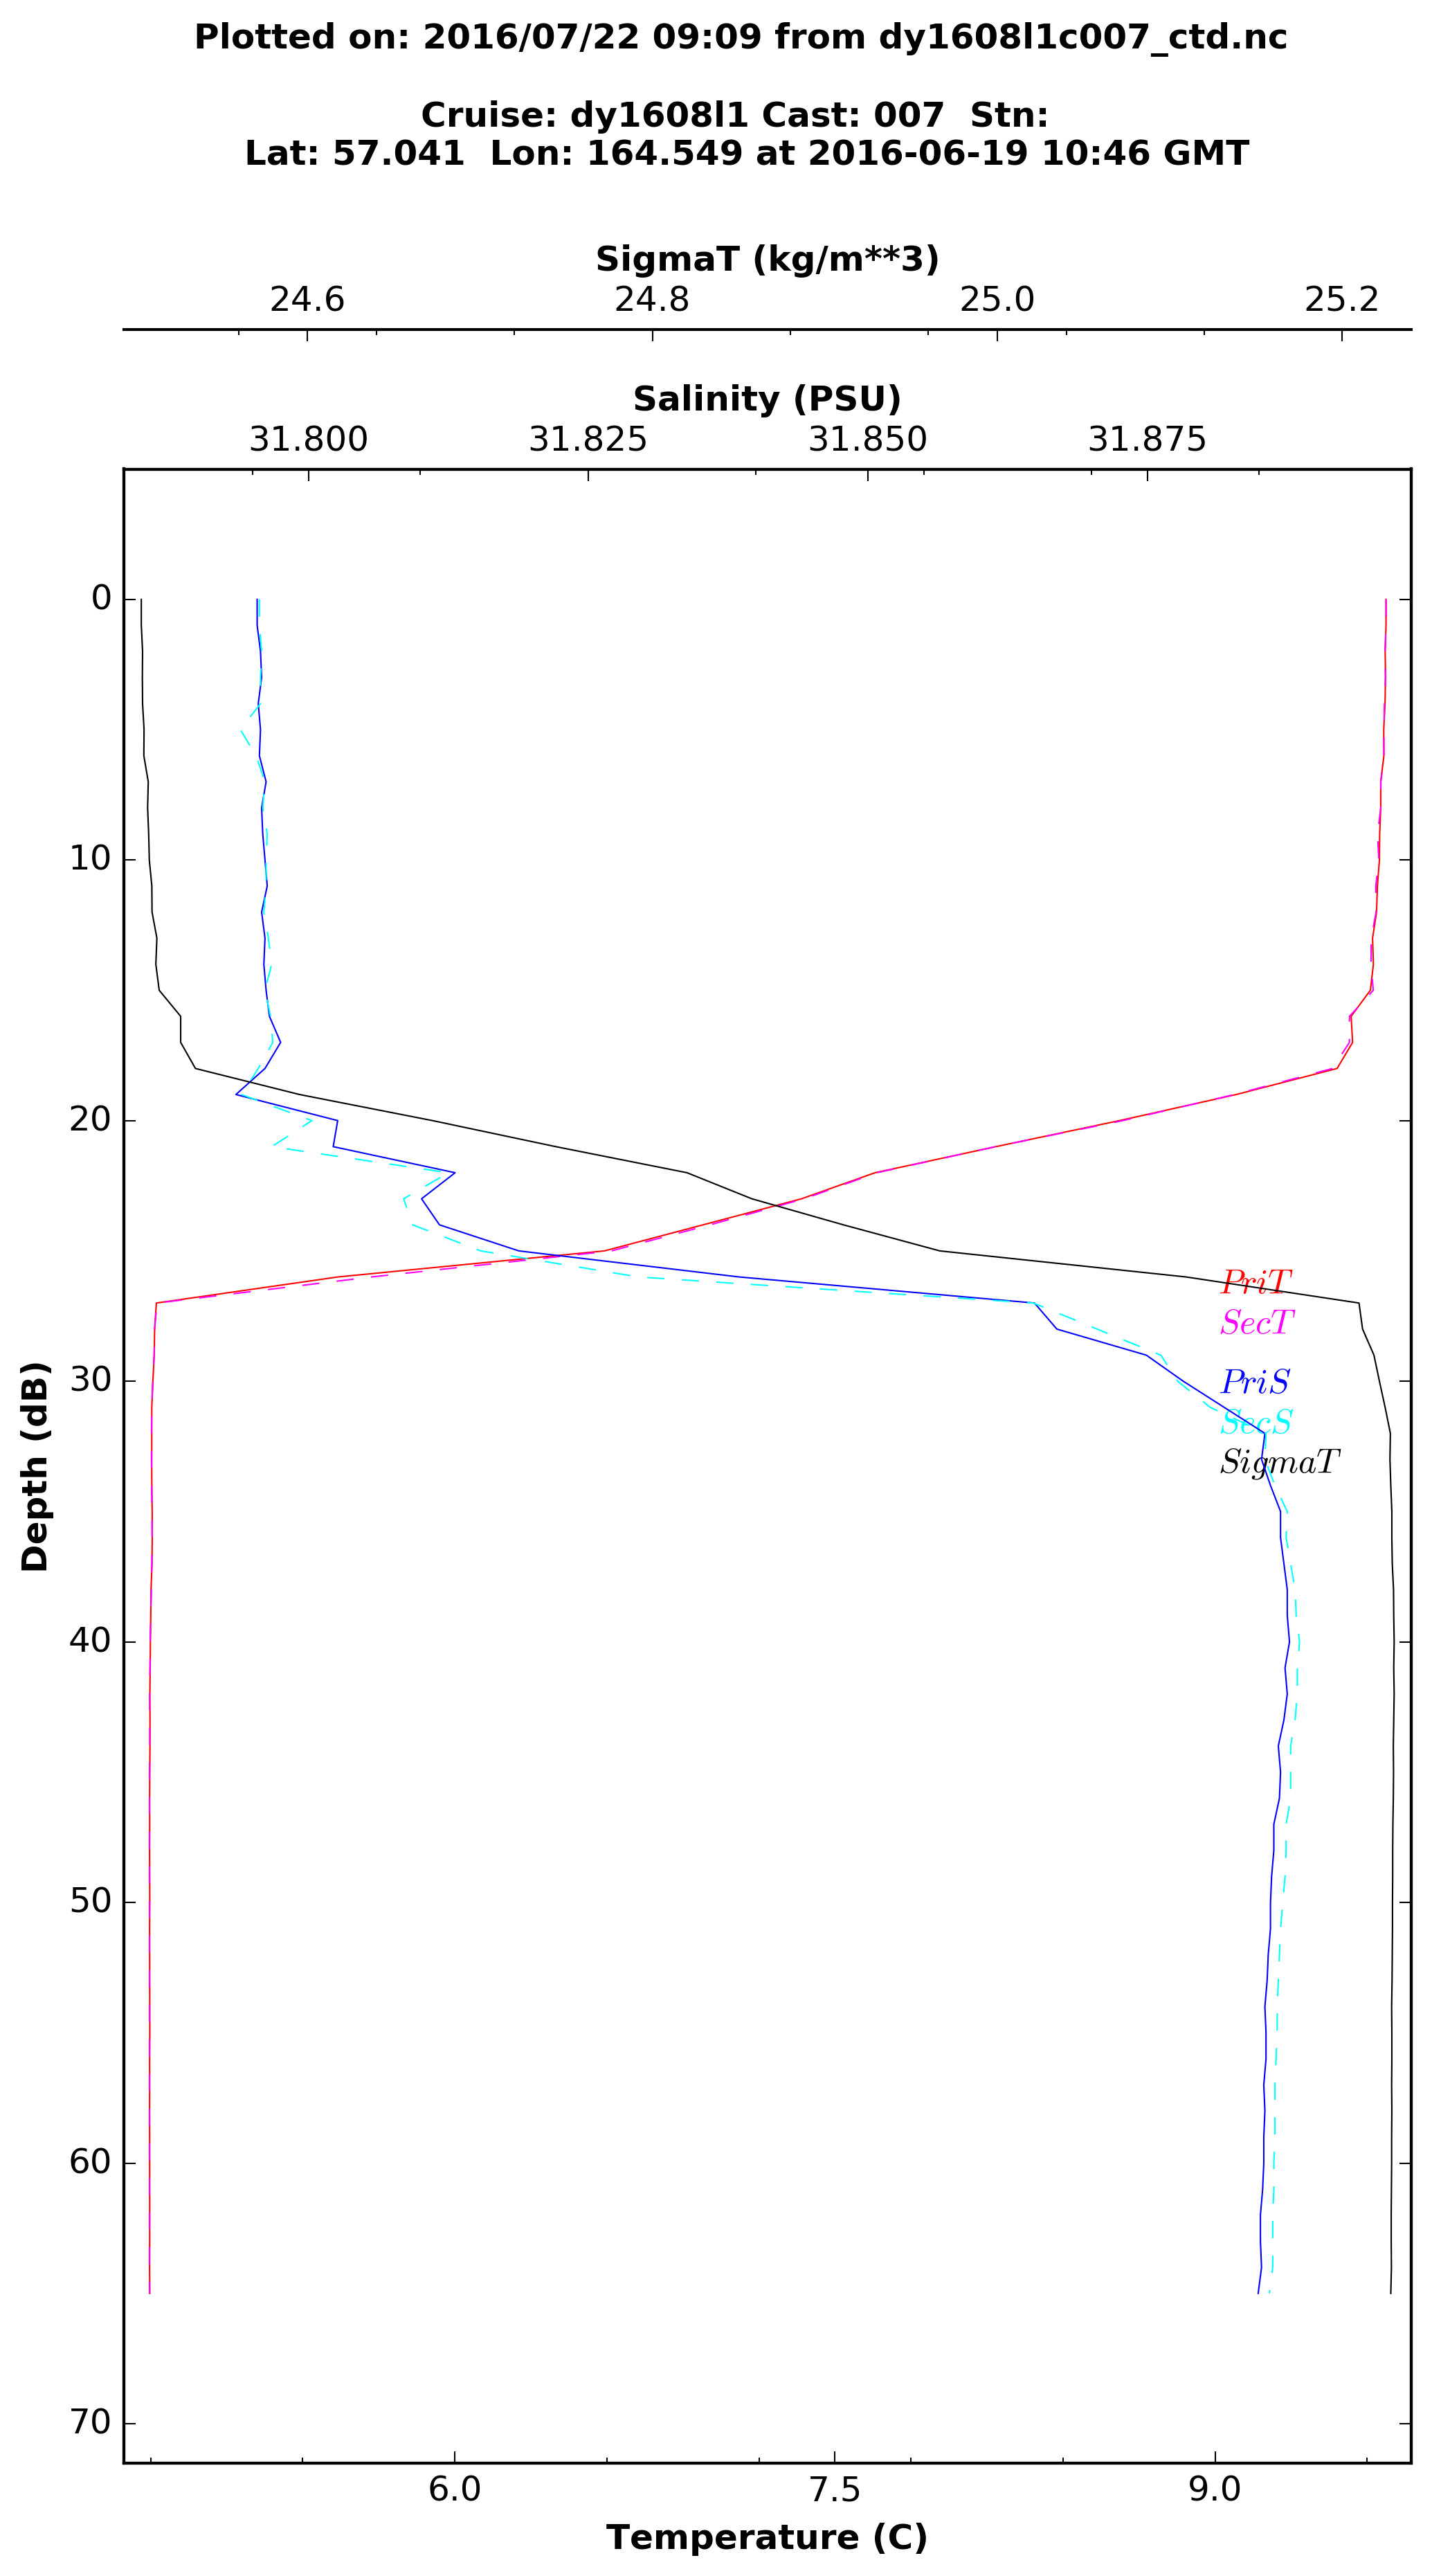 Plotted on: 2016/07/22 09:09 from dy1608l1c007_ctd.nc
Cruise: dy1608l1 Cast: 007  Stn:
Lat: 57.041  Lon: 164.549 at 2016-06-19 10:46 GMT
SigmaT (kg/m**3)
24.6 24.8 25.0 25.2
Salinity (PSU)
31.800 31.825 31.850 31.875
0
10
20
30
40
50
60
70
Depth (dB)
PriT
SecT
PriS
SecS
SigmaT
6.0 7.5 9.0
Temperature (C)